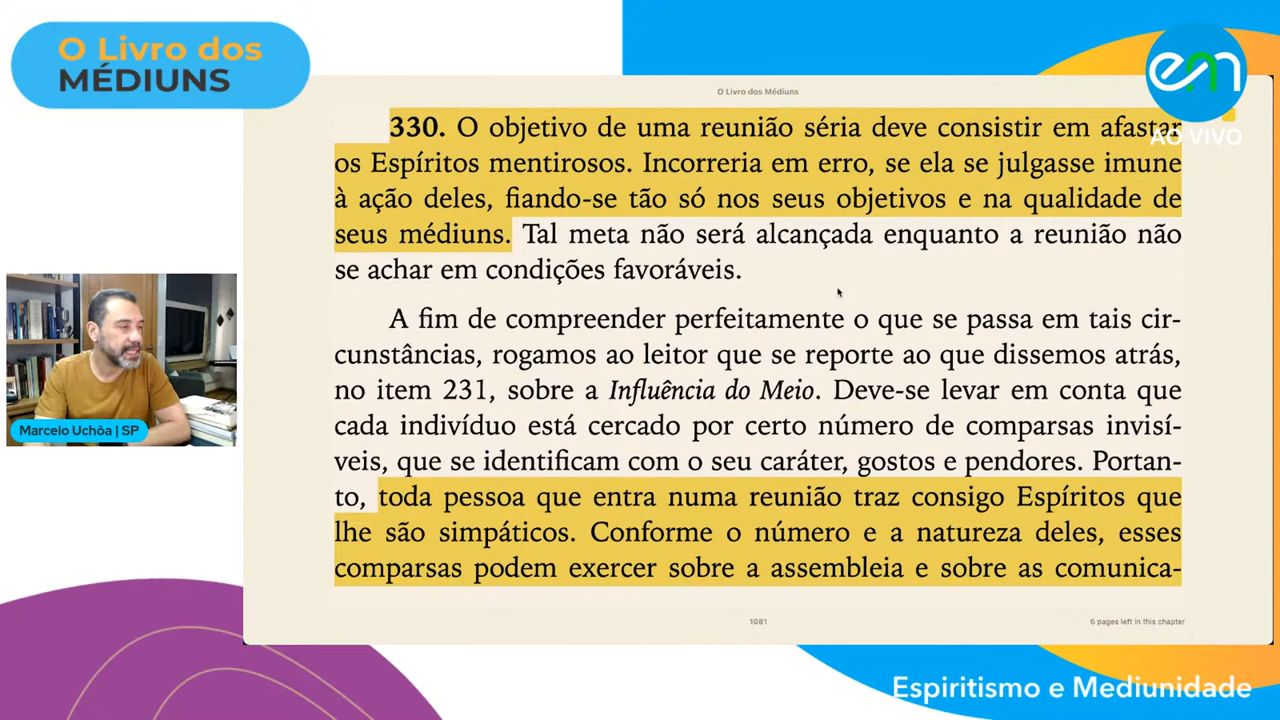 O Livro dos
MÉDIUNS
em
AO VIVO
O Livro dos Médiuns
330. O objetivo de uma reunião séria deve consistir em afastar
os Espíritos mentirosos. Incorreria em erro, se ela se julgasse imune
à ação deles, fiando-se tão só nos seus objetivos e na qualidade de
seus médiuns. Tal meta não será alcançada enquanto a reunião não
se achar em condições favoráveis.
A fim de compreender perfeitamente o que se passa em tais cir-
cunstâncias, rogamos ao leitor que se reporte ao que dissemos atrás,
no item 231, sobre a Influência do Meio. Deve-se levar em conta que
cada indivíduo está cercado por certo número de comparsas invisí-
veis, que se identificam com o seu caráter, gostos e pendores. Portan-
to, toda pessoa que entra numa reunião traz consigo Espíritos que
lhe são simpáticos. Conforme o número e a natureza deles, esses
comparsas podem exercer sobre a assembleia e sobre as comunica-
1081
6 pages left in this chapter
Marcelo Uchôa | SP
Espiritismo e Mediunidade